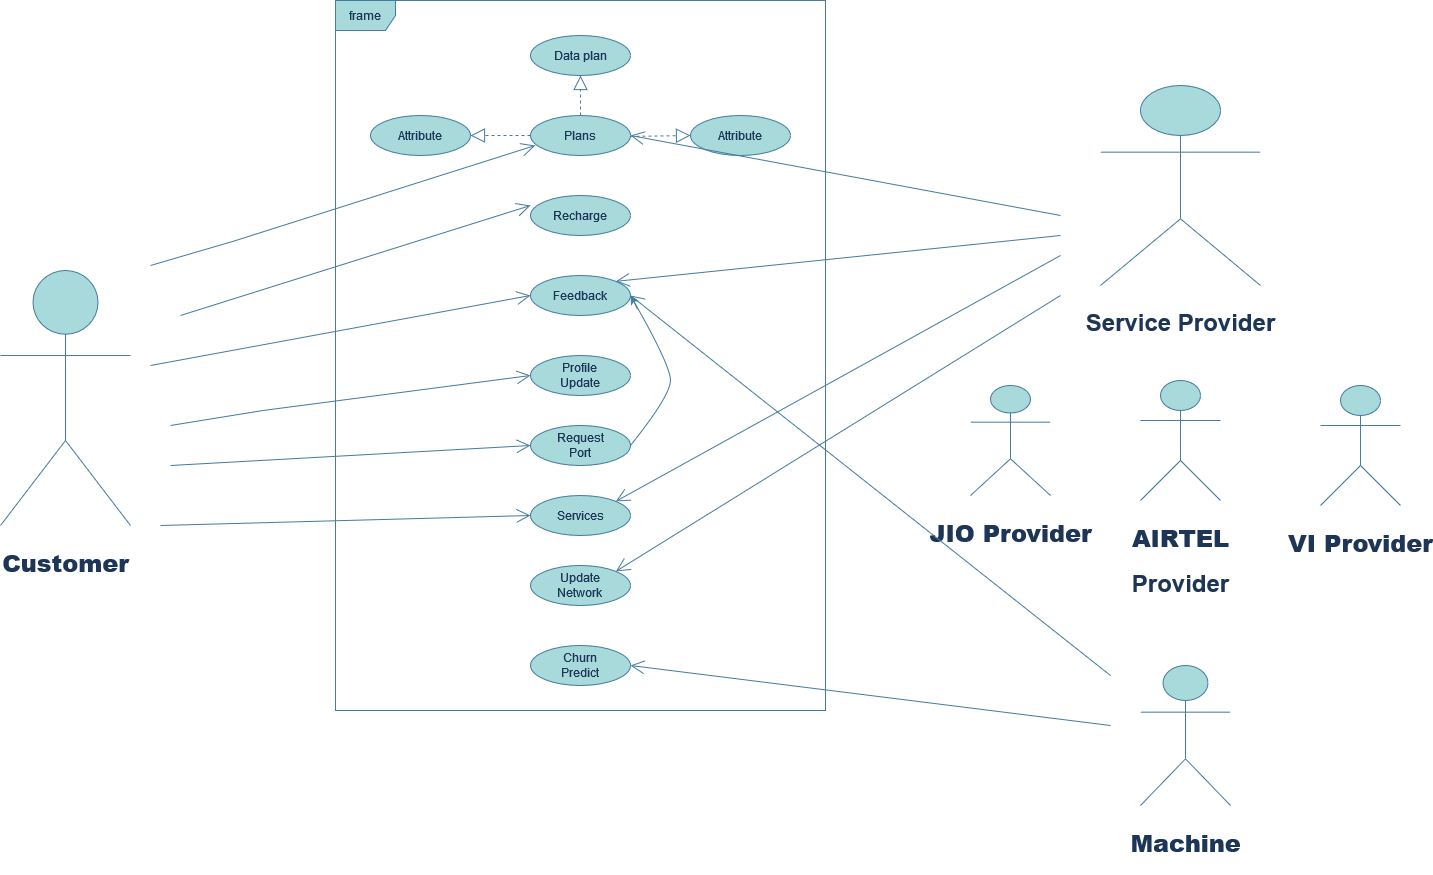 frame
Data plan
Attribute
Plans
Attribute
Recharge
Feedback
Profile
Update
Request
Port
Services
Update
Network
Churn
Predict
Customer
Service Provider
JIO Provider
AIRTEL
Provider
VI Provider
Machine